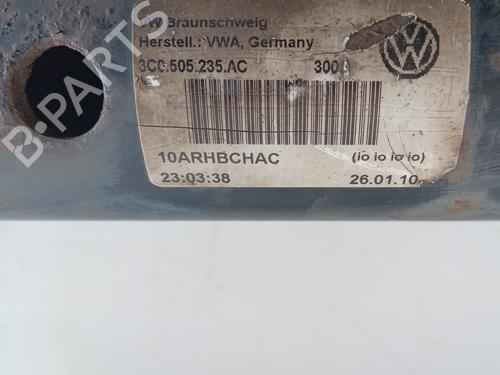 VW Braunschweig
Herstell.: VWA, Germany
3C0.505.235.AC 300
10ARHBCHAC (io io io io)
23:03:38 26.01.10
B-PARTS